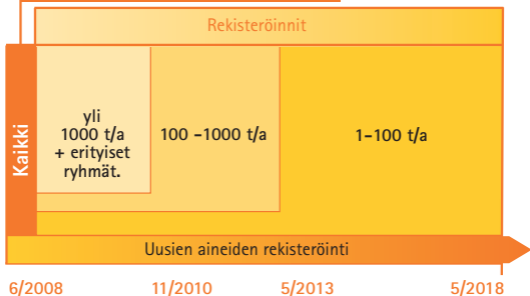 Rekisteröinnit
Kaikki
yli
1000 t/a
+ erityiset
ryhmät.
100 -1000 t/a
1-100 t/a
Uusien aineiden rekisteröinti
6/2008
11/2010
5/2013
5/2018